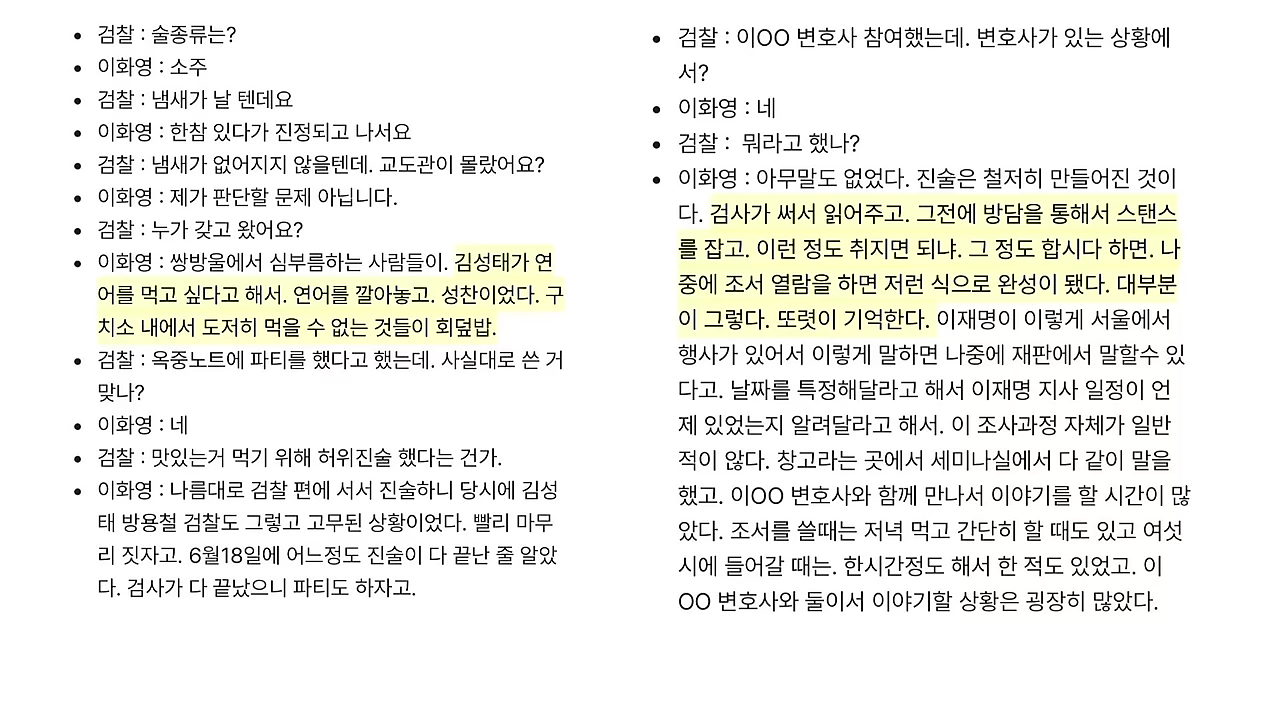 • 검찰 : 술종류는?
• 이화영 : 소주
• 검찰 : 냄새가 날 텐데요
• 이화영 : 한참 있다가 진정되고 나서요
• 검찰 : 냄새가 없어지지 않을텐데. 교도관이 몰랐어요?
• 이화영 : 제가 판단할 문제 아닙니다.
• 검찰 : 누가 갖고 왔어요?
• 이화영 : 쌍방울에서 심부름하는 사람들이. 김성태가 연
어를 먹고 싶다고 해서. 연어를 깔아놓고. 성찬이었다. 구
치소 내에서 도저히 먹을 수 없는 것들이 회덮밥.
• 검찰 : 옥중노트에 파티를 했다고 했는데. 사실대로 쓴 거
맞나?
• 이화영 : 네
• 검찰 : 맛있는거 먹기 위해 허위진술 했다는 건가.
• 이화영 : 나름대로 검찰 편에 서서 진술하니 당시에 김성
태 방용철 검찰도 그렇고 고무된 상황이었다. 빨리 마무
리 짓자고. 6월18일에 어느정도 진술이 다 끝난 줄 알았
다. 검사가 다 끝났으니 파티도 하자고.
• 검찰 : 이OO 변호사 참여했는데. 변호사가 있는 상황에
서?
• 이화영 : 네
• 검찰 : 뭐라고 했나?
• 이화영 : 아무말도 없었다. 진술은 철저히 만들어진 것이
다. 검사가 써서 읽어주고. 그전에 방담을 통해서 스탠스
를 잡고. 이런 정도 취지면 되냐. 그 정도 합시다 하면. 나
중에 조서 열람을 하면 저런 식으로 완성이 됐다. 대부분
이 그렇다. 또렷이 기억한다. 이재명이 이렇게 서울에서
행사가 있어서 이렇게 말하면 나중에 재판에서 말할수 있
다고. 날짜를 특정해달라고 해서 이재명 지사 일정이 언
제 있었는지 알려달라고 해서. 이 조사과정 자체가 일반
적이 않다. 창고라는 곳에서 세미나실에서 다 같이 말을
했고. 이OO 변호사와 함께 만나서 이야기를 할 시간이 많
았다. 조서를 쓸때는 저녁 먹고 간단히 할 때도 있고 여섯
시에 들어갈 때는. 한시간정도 해서 한 적도 있었고. 이
OO 변호사와 둘이서 이야기할 상황은 굉장히 많았다.